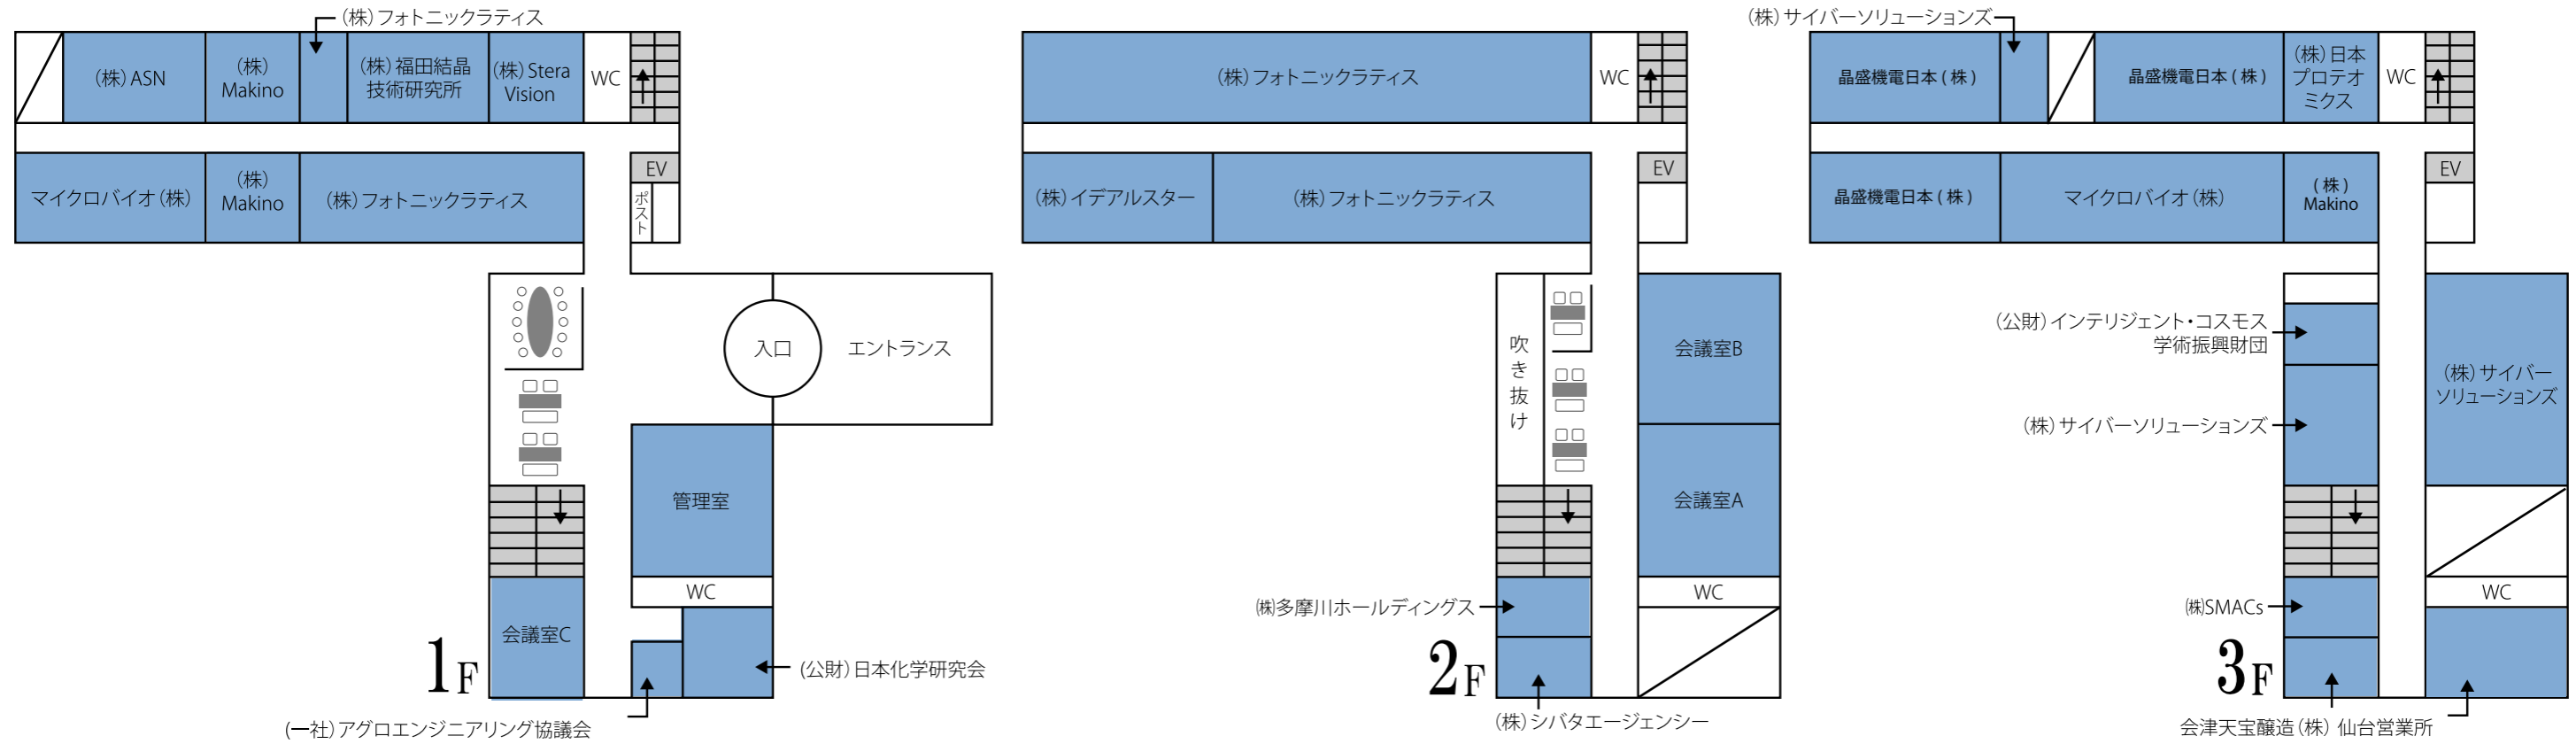 (株)フォトニックラティス
(株)ASN
(株)
Makino
(株)福田結晶
技術研究所
(株)Stera
Vision
WC
マイクロバイオ(株)
(株)
Makino
(株)フォトニックラティス
EV
ポスト
入口
エントランス
管理室
WC
会議室C
1F
(公財)日本化学研究会
(一社)アグロエンジニアリング協議会
(株)フォトニックラティス
WC
(株)イデアルスター
(株)フォトニックラティス
EV
吹き抜け
会議室B
会議室A
WC
㈱多摩川ホールディングス
2F
(株)シバタエージェンシー
(株)サイバーソリューションズ
晶盛機電日本(株)
晶盛機電日本(株)
(株)日本
プロテオ
ミクス
WC
晶盛機電日本(株)
マイクロバイオ(株)
(株)
Makino
EV
(公財)インテリジェント・コスモス
学術振興財団
(株)サイバー
ソリューションズ
(株)サイバーソリューションズ
WC
㈱SMACs
3F
会津天宝醸造(株)仙台営業所